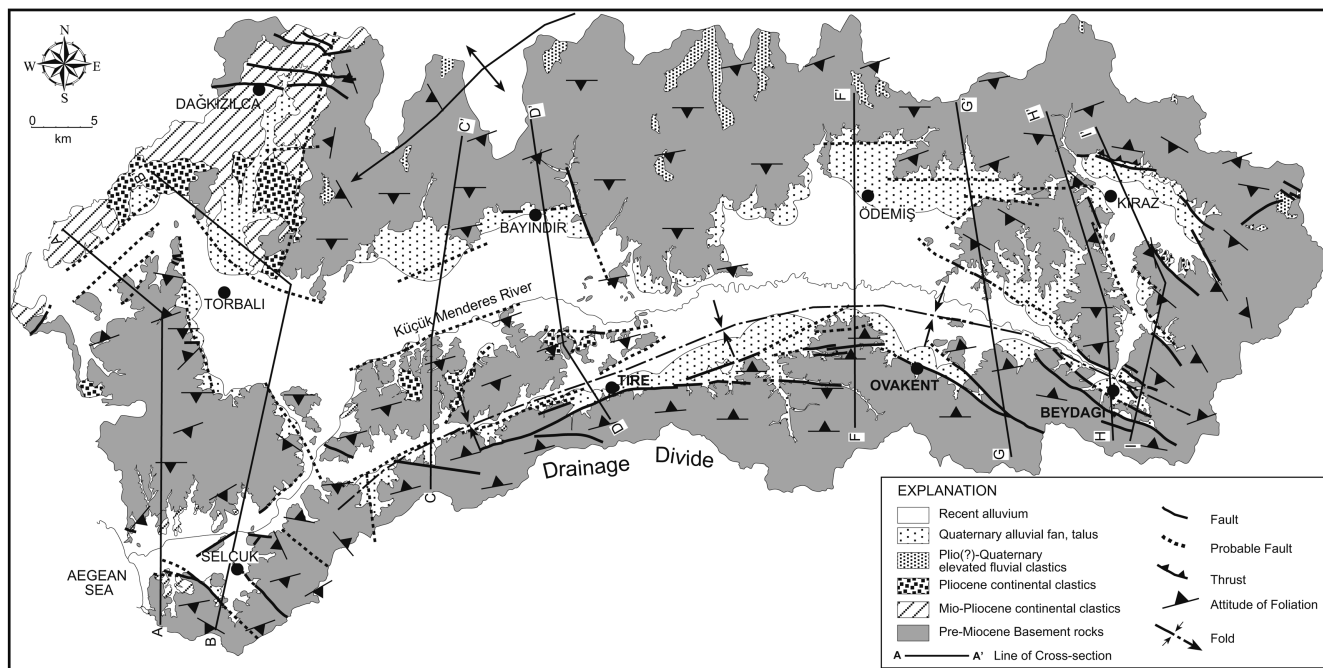 N
W E
S
0 5
km
DAĞKIZILCA
A'
B'
C'
D'
F'
G'
H'
I'
BAYINDIR
ÖDEMİŞ
KİRAZ
TORBALI
Küçük Menderes River
TIRE
OVAKENT
BEYDAGI
Drainage Divide
SELÇUK
AEGEAN
SEA
A
B
C
D
F
G
H
I
EXPLANATION
Recent alluvium
Quaternary alluvial fan, talus
Plio(?)-Quaternary
elevated fluvial clastics
Pliocene continental clastics
Mio-Pliocene continental clastics
Pre-Miocene Basement rocks
A A' Line of Cross-section
Fault
Probable Fault
Thrust
Attitude of Foliation
Fold